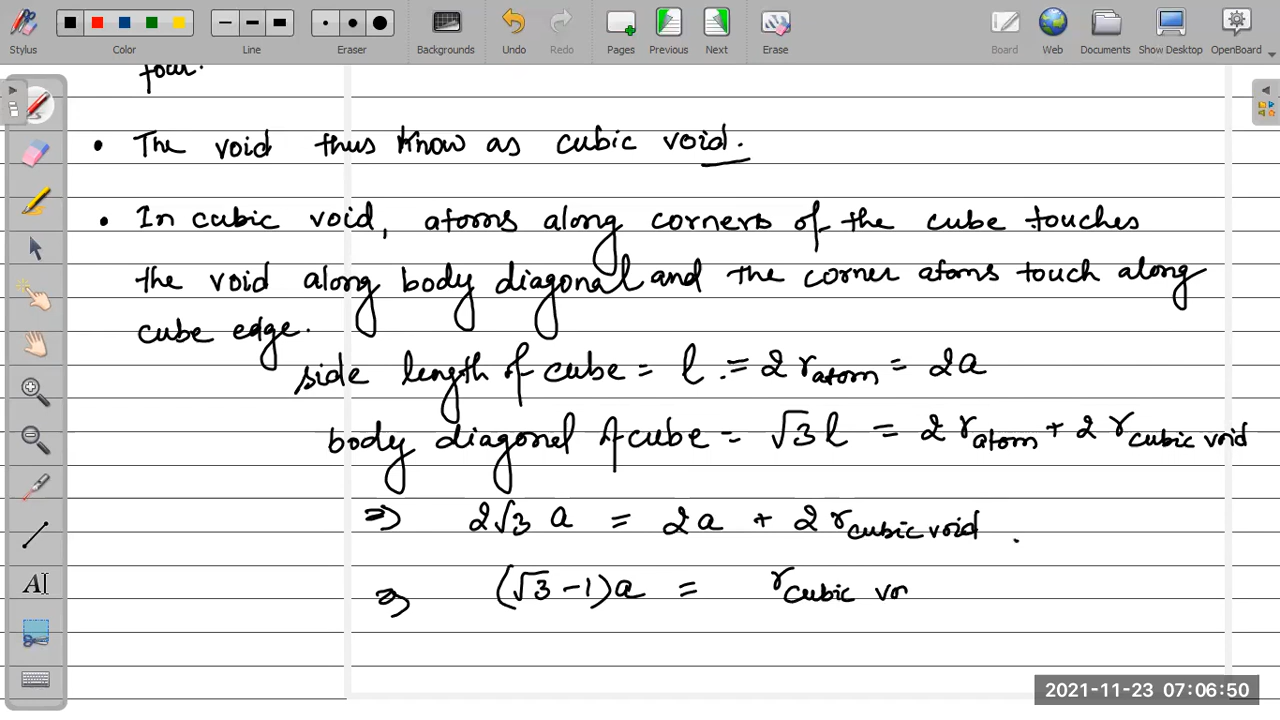 Stylus Color Line Eraser Backgrounds Undo Redo Pages Previous Next Erase Board Web Documents Show Desktop OpenBoard
four.
• The void thus know as cubic void.
• In cubic void, atoms along corners of the cube touches
the void along body diagonal and the corner atoms touch along
cube edge.
side length of cube = l = 2 r_atom = 2a
body diagonal of cube = √3 l = 2 r_atom + 2 r_cubic void
⇒ 2√3 a = 2a + 2 r_cubic void.
⇒ (√3 - 1)a = r_cubic vo
2021-11-23 07:06:50